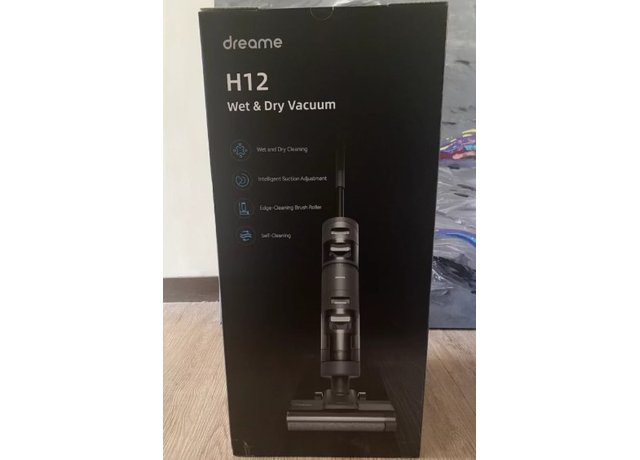 dreame
H12
Wet & Dry Vacuum
Wet and Dry Cleaning
Intelligent Suction Adjustment
Edge-Cleaning Brush Roller
Self-Cleaning